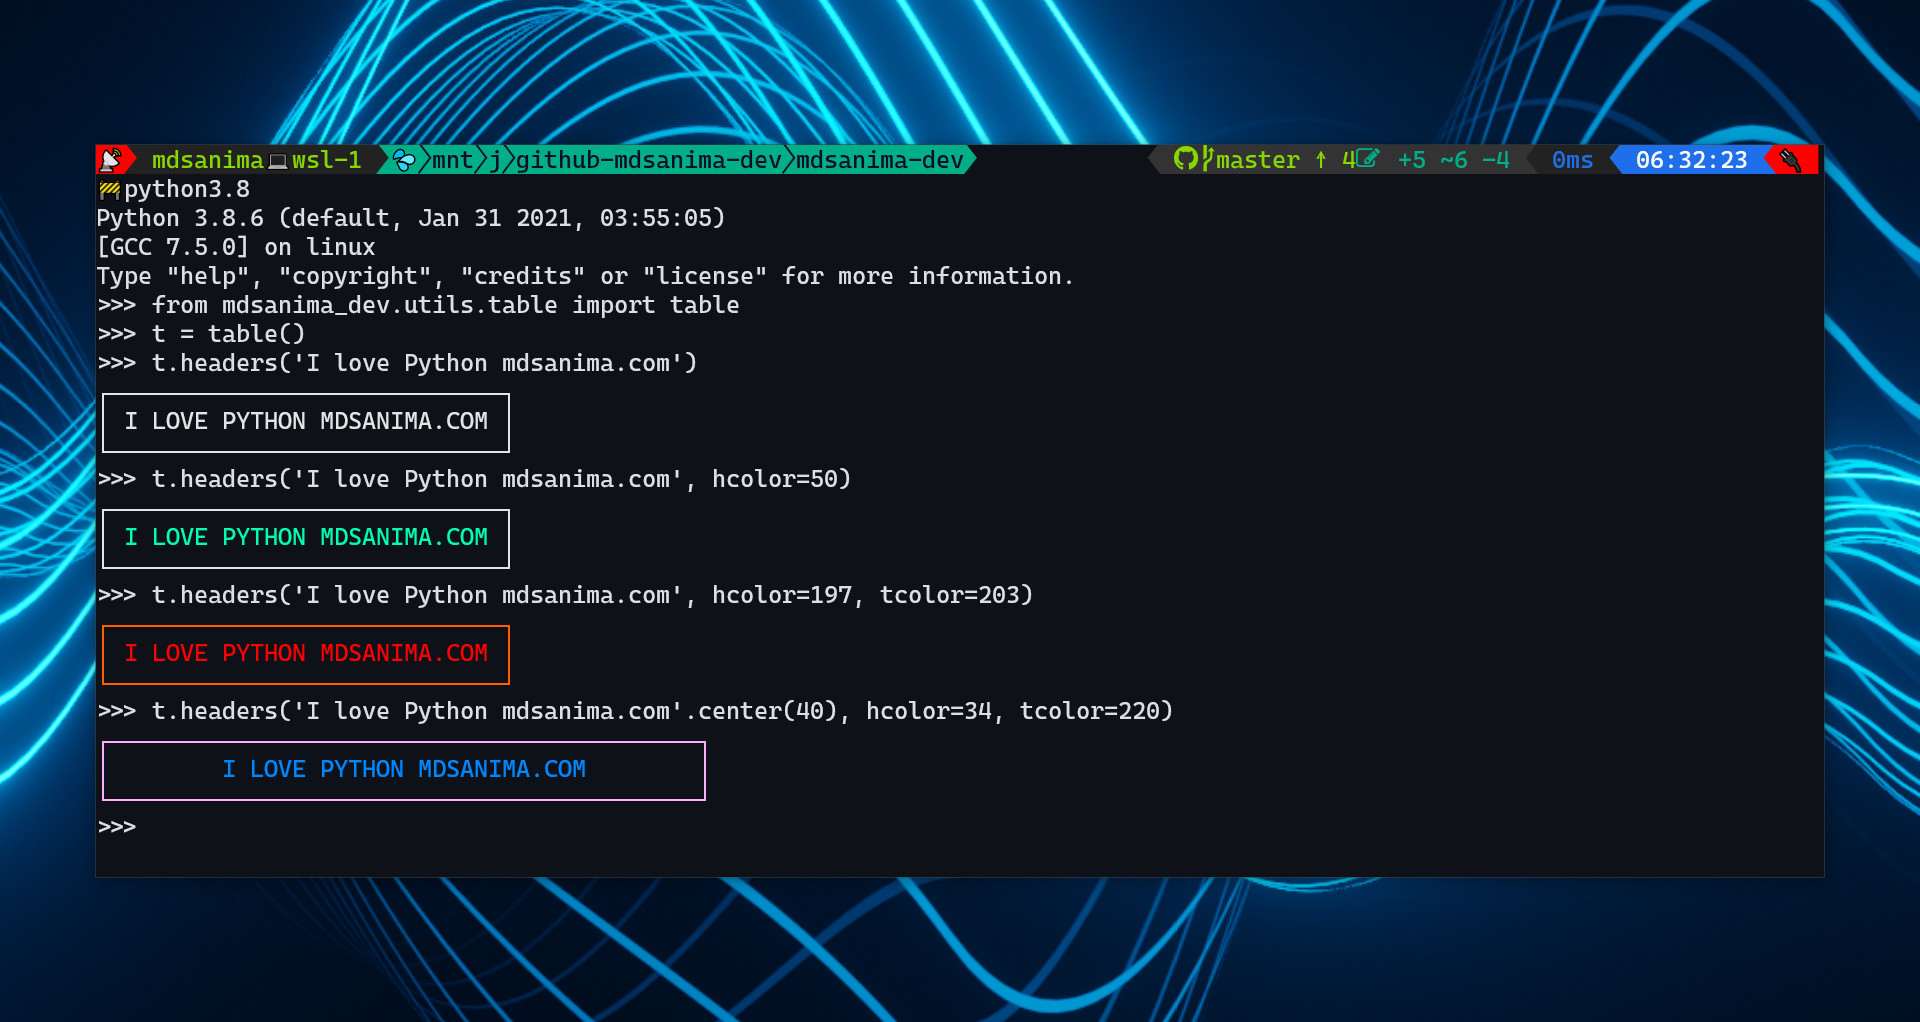 mdsanima wsl-1 mnt j github-mdsanima-dev mdsanima-dev master ↑ 4 +5 ~6 -4 0ms 06:32:23
python3.8
Python 3.8.6 (default, Jan 31 2021, 03:55:05)
[GCC 7.5.0] on linux
Type "help", "copyright", "credits" or "license" for more information.
>>> from mdsanima_dev.utils.table import table
>>> t = table()
>>> t.headers('I love Python mdsanima.com')
I LOVE PYTHON MDSANIMA.COM
>>> t.headers('I love Python mdsanima.com', hcolor=50)
I LOVE PYTHON MDSANIMA.COM
>>> t.headers('I love Python mdsanima.com', hcolor=197, tcolor=203)
I LOVE PYTHON MDSANIMA.COM
>>> t.headers('I love Python mdsanima.com'.center(40), hcolor=34, tcolor=220)
I LOVE PYTHON MDSANIMA.COM
>>>